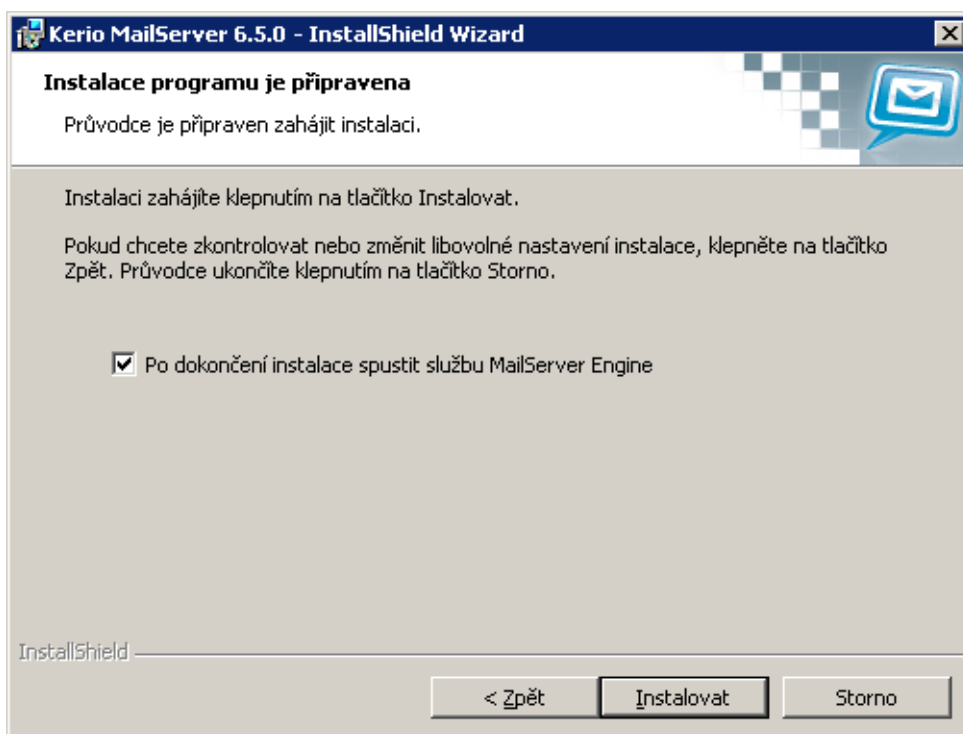 Kerio MailServer 6.5.0 - InstallShield Wizard
Instalace programu je připravena
Průvodce je připraven zahájit instalaci.
Instalaci zahájíte klepnutím na tlačítko Instalovat.
Pokud chcete zkontrolovat nebo změnit libovolné nastavení instalace, klepněte na tlačítko
Zpět. Průvodce ukončíte klepnutím na tlačítko Storno.
Po dokončení instalace spustit službu MailServer Engine
InstallShield
< Zpět
Instalovat
Storno